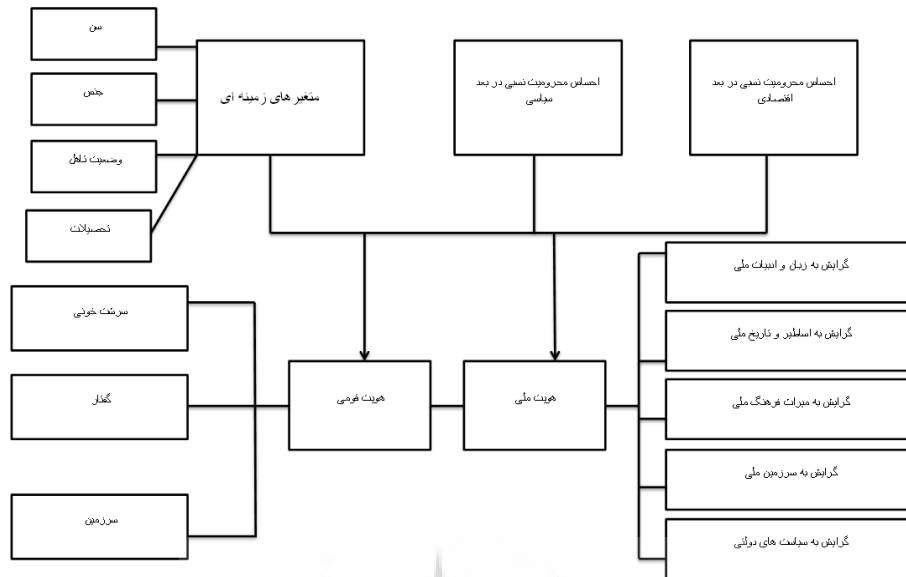 سن
احساس محرومیت نسبی در بعد
اقتصادی
احساس محرومیت نسبی در بعد
سیاسی
متغیر های زمینه ای
جنس
وضعیت تاهل
تحصیلات
گرایش به زبان و ادبیات ملی
گرایش به اساطیر و تاریخ ملی
گرایش به میراث فرهنگ ملی
گرایش به سرزمین ملی
گرایش به سیاست های دولتی
هویت ملی
هویت قومی
سرشت خونی
گفتار
سرزمین